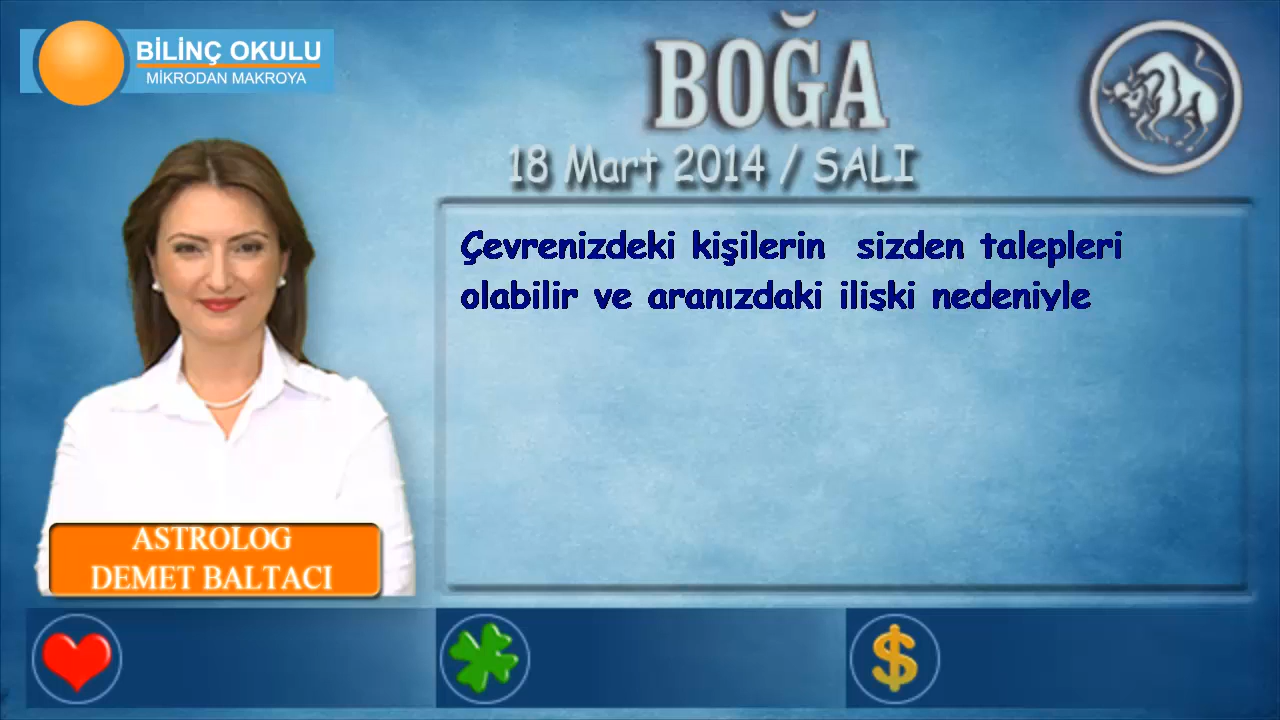 BİLİNÇ OKULU
MİKRODAN MAKROYA
BOĞA
18 Mart 2014 / SALI
Çevrenizdeki kişilerin sizden talepleri
olabilir ve aranızdaki ilişki nedeniyle
ASTROLOG
DEMET BALTACI